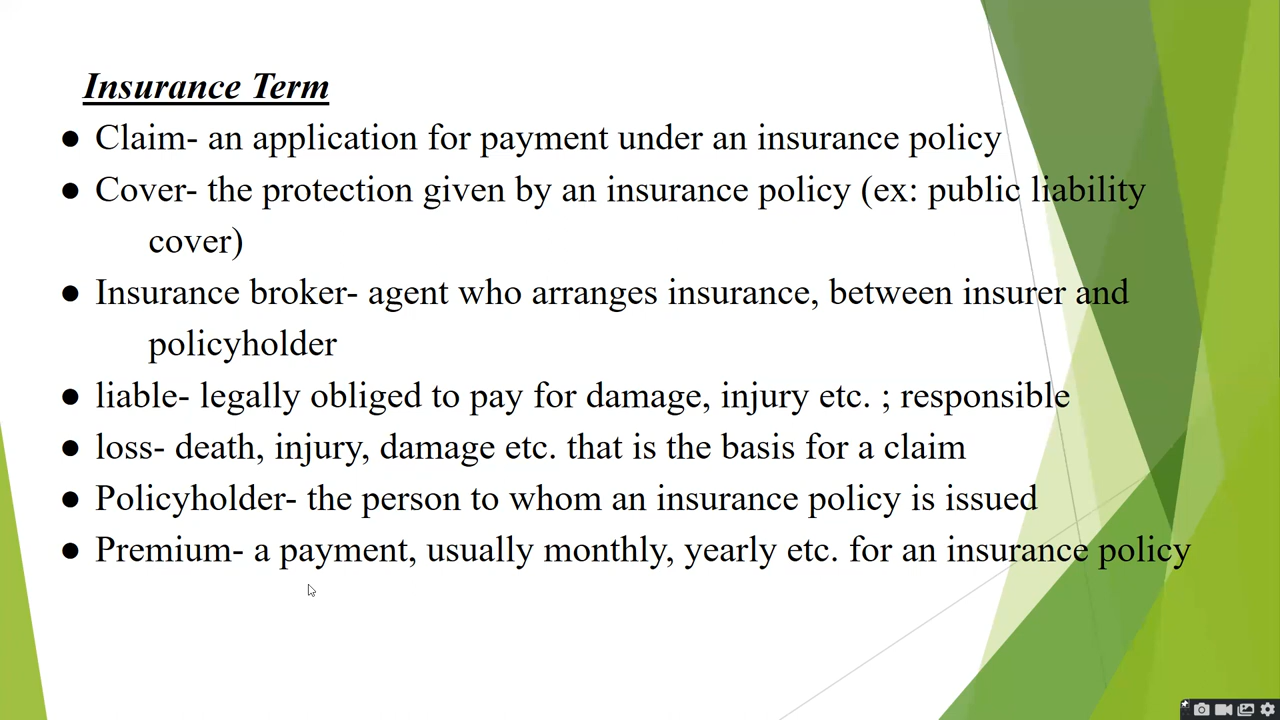 Insurance Term
● Claim- an application for payment under an insurance policy
● Cover- the protection given by an insurance policy (ex: public liability
cover)
● Insurance broker- agent who arranges insurance, between insurer and
policyholder
● liable- legally obliged to pay for damage, injury etc. ; responsible
● loss- death, injury, damage etc. that is the basis for a claim
● Policyholder- the person to whom an insurance policy is issued
● Premium- a payment, usually monthly, yearly etc. for an insurance policy